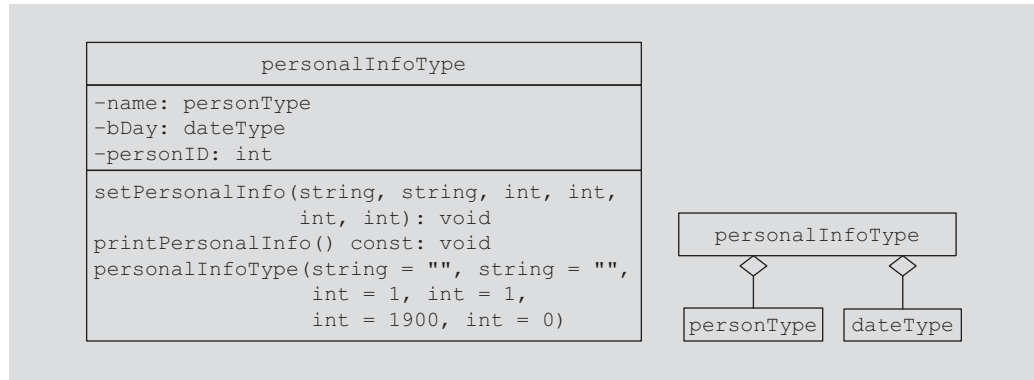 personalInfoType
-name: personType
-bDay: dateType
-personID: int
setPersonalInfo(string, string, int, int,
int, int): void
printPersonalInfo() const: void
personalInfoType(string = "", string = "",
int = 1, int = 1,
int = 1900, int = 0)
personalInfoType
personType
dateType